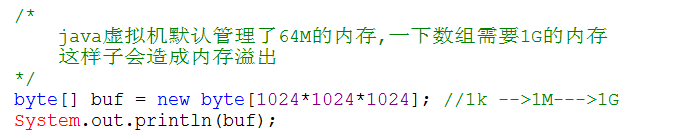 /*
java虚拟机默认管理了64M的内存,一下数组需要1G的内存
这样子会造成内存溢出
*/
byte[] buf = new byte[1024*1024*1024]; //1k -->1M--->1G
System.out.println(buf);